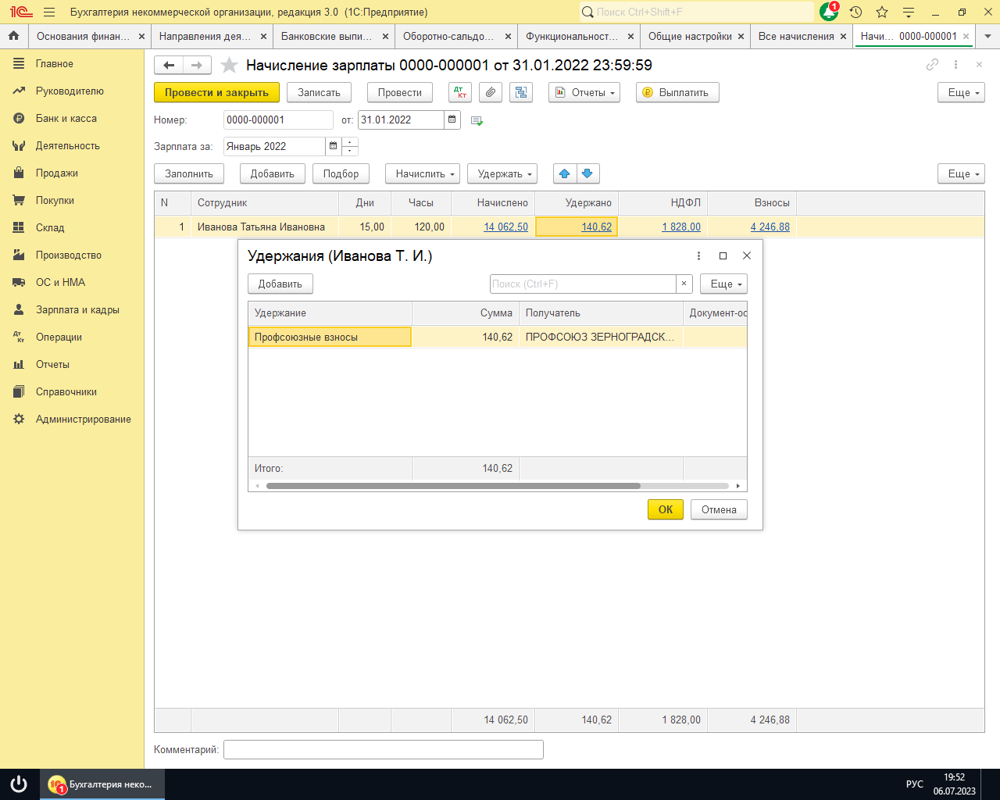 Бухгалтерия некоммерческой организации, редакция 3.0 (1С:Предприятие)
Поиск Ctrl+Shift+F
1
Основания финан...
Направления дея...
Банковские выпи...
Оборотно-сальдо...
Функциональност...
Общие настройки
Все начисления
Начи... 0000-000001
Главное
Руководителю
Банк и касса
Деятельность
Продажи
Покупки
Склад
Производство
ОС и НМА
Зарплата и кадры
Операции
Отчеты
Справочники
Администрирование
Начисление зарплаты 0000-000001 от 31.01.2022 23:59:59
Провести и закрыть
Записать
Провести
Дт Кт
Отчеты
Выплатить
Еще
Номер: 0000-000001 от: 31.01.2022
Зарплата за: Январь 2022
Заполнить
Добавить
Подбор
Начислить
Удержать
Еще
N Сотрудник Дни Часы Начислено Удержано НДФЛ Взносы
1 Иванова Татьяна Ивановна 15,00 120,00 14 062,50 140,62 1 828,00 4 246,88
Удержания (Иванова Т. И.)
Добавить
Поиск (Ctrl+F)
Еще
Удержание Сумма Получатель Документ-ос
Профсоюзные взносы 140,62 ПРОФСОЮЗ ЗЕРНОГРАДСК...
Итого: 140,62
ОК
Отмена
14 062,50 140,62 1 828,00 4 246,88
Комментарий:
1
Бухгалтерия неко...
РУС
19:52
06.07.2023